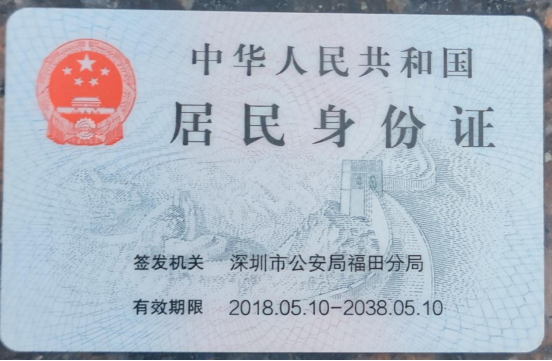 中华人民共和国
居民身份证
签发机关 深圳市公安局福田分局
有效期限 2018.05.10-2038.05.10